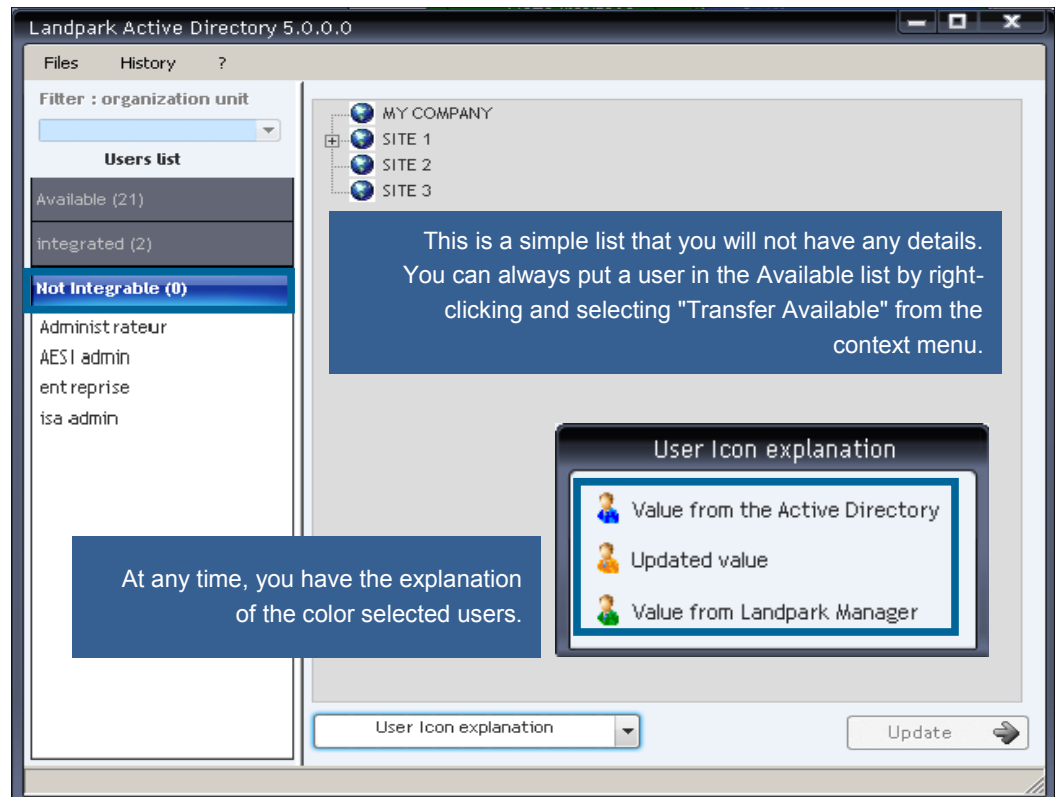 Landpark Active Directory 5.0.0.0
Files History ?
Fitter : organization unit
Users list
Available (21)
integrated (2)
Not Integrable (0)
Administrateur
AESI admin
entreprise
isa admin
MY COMPANY
SITE 1
SITE 2
SITE 3
This is a simple list that you will not have any details.
You can always put a user in the Available list by right-
clicking and selecting "Transfer Available" from the
context menu.
User Icon explanation
Value from the Active Directory
Updated value
Value from Landpark Manager
At any time, you have the explanation
of the color selected users.
User Icon explanation
Update